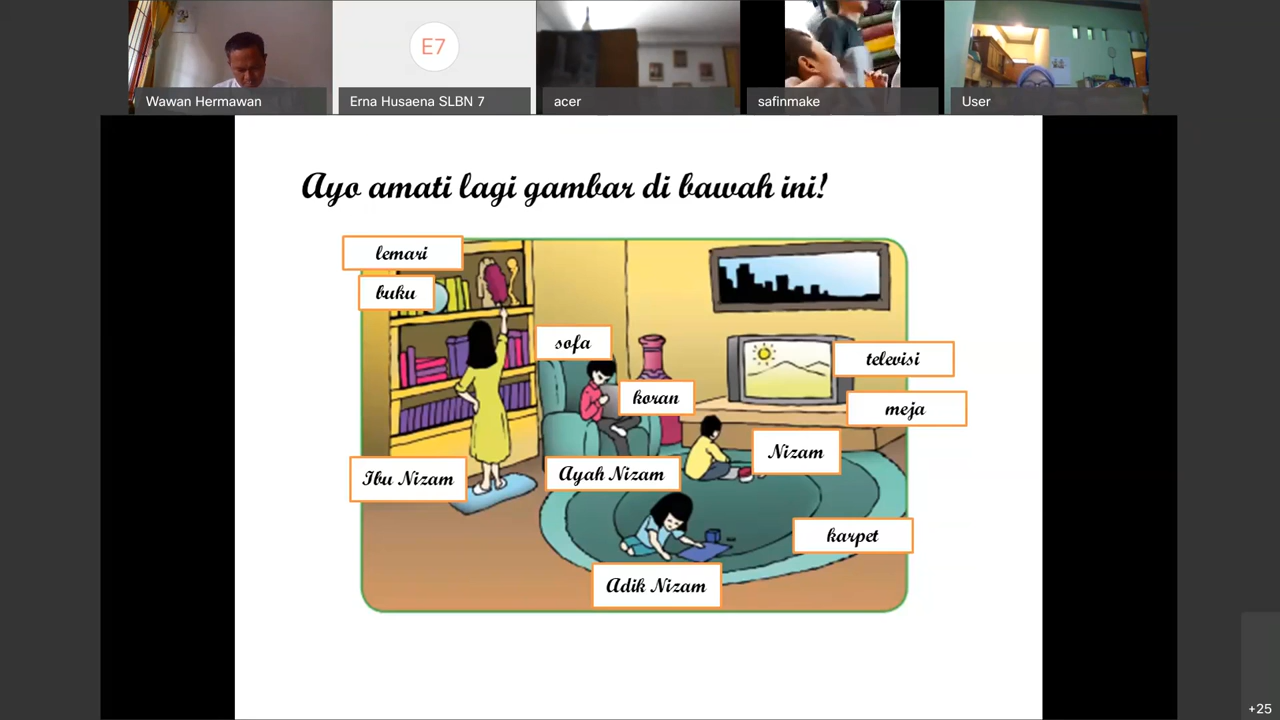 E7
Wawan Hermawan
Erna Husaena SLBN 7
acer
safinmake
User
Ayo amati lagi gambar di bawah ini!
lemari
buku
sofa
televisi
koran
meja
Nizam
Ibu Nizam
Ayah Nizam
karpet
Adik Nizam
+25